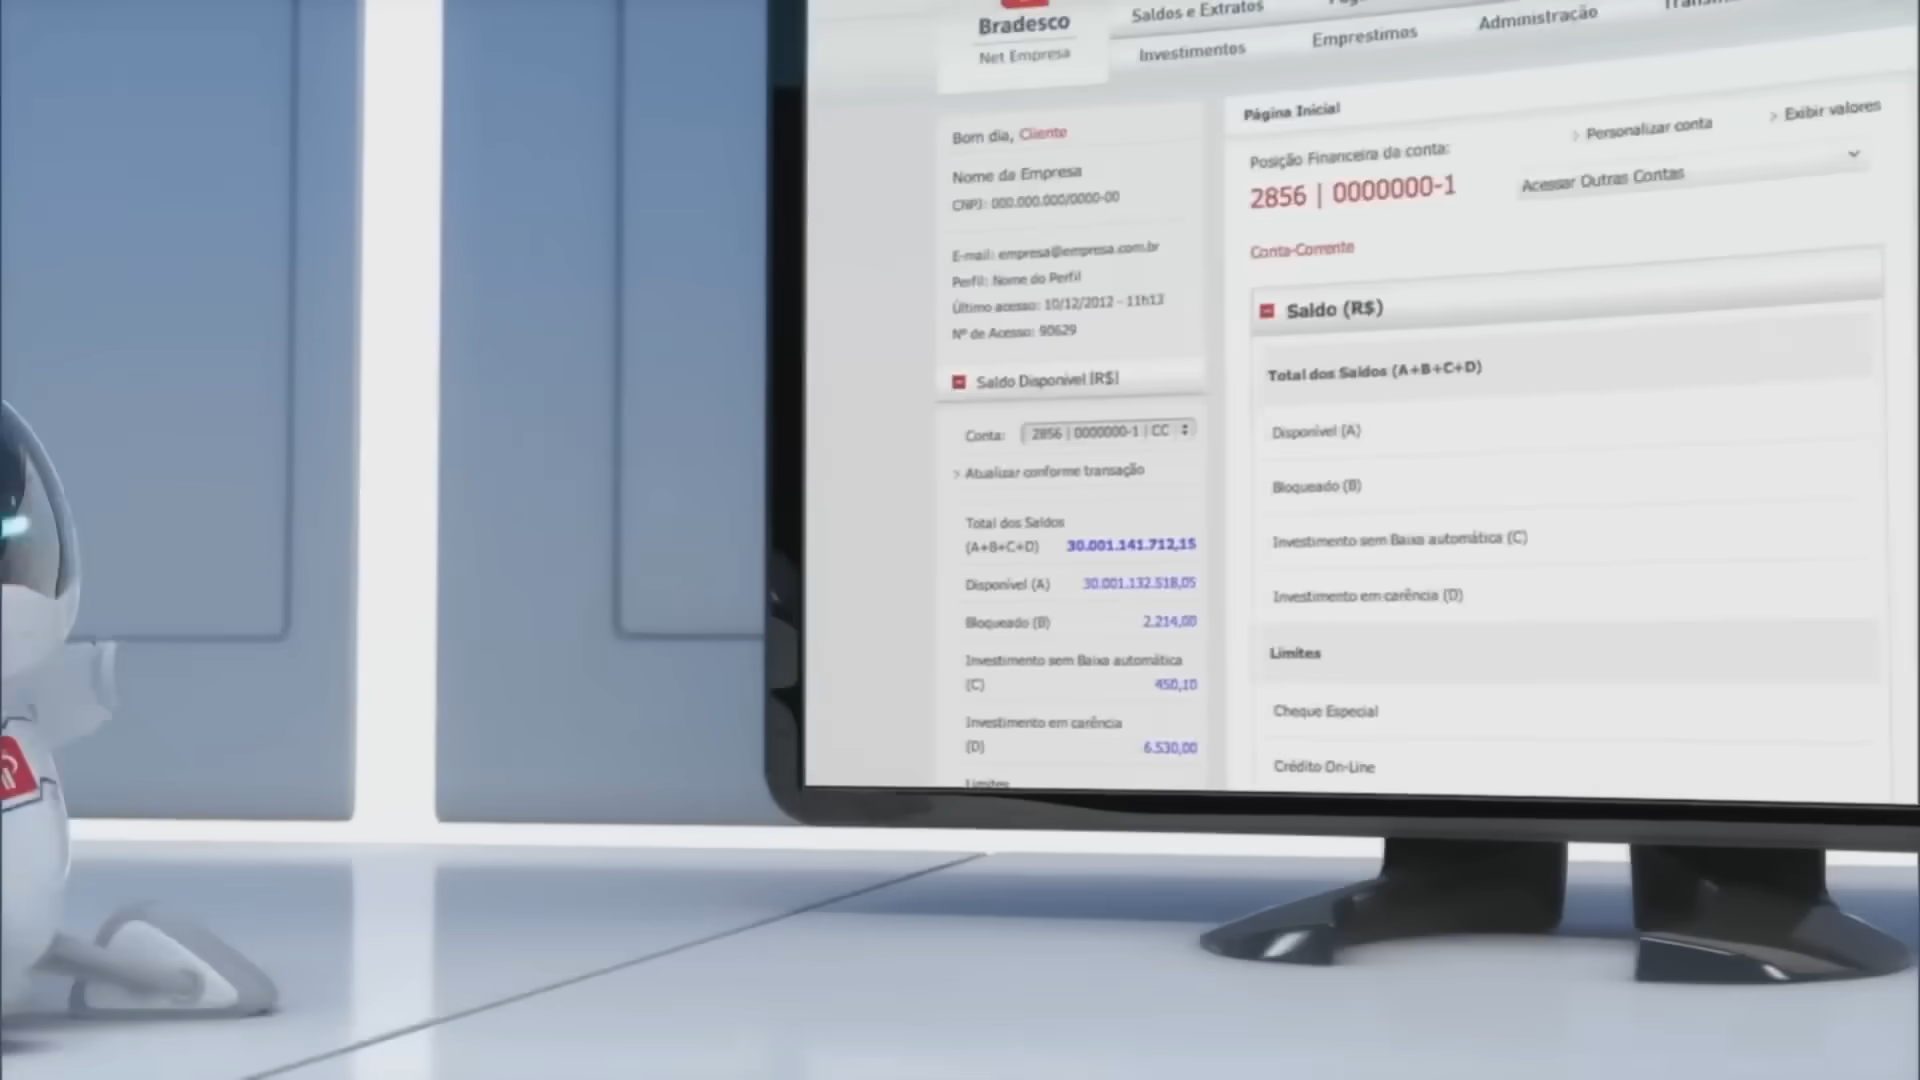 Bradesco
Net Empresa
Saldos e Extratos
Investimentos
Emprestimos
Administração
Bom dia, Cliente
Nome da Empresa
CNPJ: 000.000.000/0000-00
E-mail: empresa@empresa.com.br
Perfil: Nome do Perfil
Último acesso: 10/12/2012 - 11h13
Nº de Acesso: 90629
Saldo Disponível [R$]
Conta: 2856 | 0000000-1 | CC
> Atualizar conforme transação
Total dos Saldos
(A+B+C+D) 30.001.141.712,15
Disponível (A) 30.001.132.518,05
Bloqueado (B) 2.214,00
Investimento sem Baixa automática
(C) 450,10
Investimento em carência
(D) 6.530,00
Limites
Página Inicial
> Personalizar conta
> Exibir valores
Posição Financeira da conta:
2856 | 0000000-1
Acessar Outras Contas
Conta-Corrente
Saldo (R$)
Total dos Saldos (A+B+C+D)
Disponível (A)
Bloqueado (B)
Investimento sem Baixa automática (C)
Investimento em carência (D)
Limites
Cheque Especial
Crédito On-Line